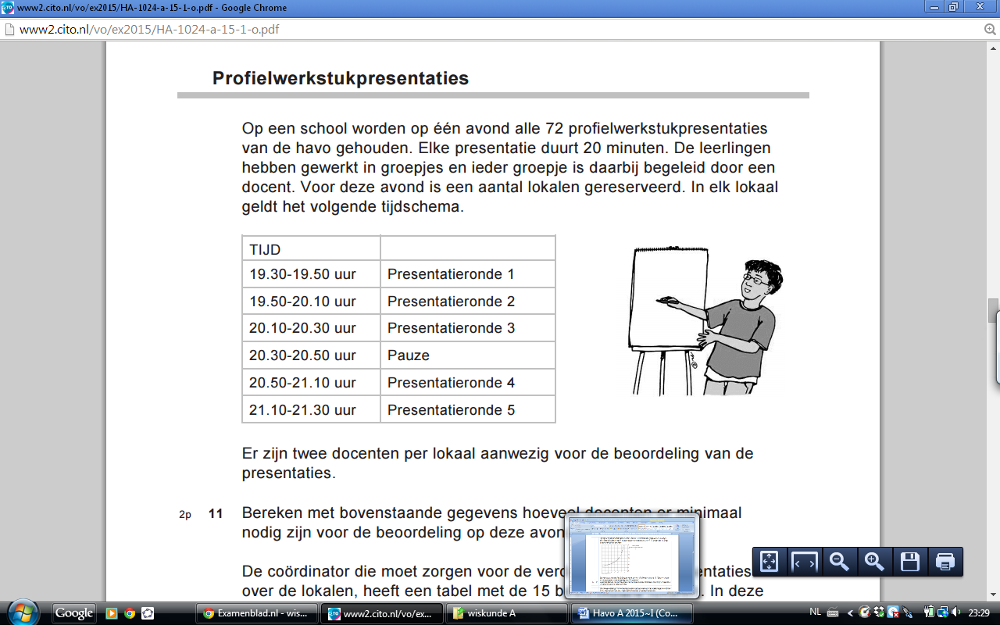 www2.cito.nl/vo/ex2015/HA-1024-a-15-1-o.pdf - Google Chrome
www2.cito.nl/vo/ex2015/HA-1024-a-15-1-o.pdf
Profielwerkstukpresentaties
Op een school worden op één avond alle 72 profielwerkstukpresentaties
van de havo gehouden. Elke presentatie duurt 20 minuten. De leerlingen
hebben gewerkt in groepjes en ieder groepje is daarbij begeleid door een
docent. Voor deze avond is een aantal lokalen gereserveerd. In elk lokaal
geldt het volgende tijdschema.
TIJD
19.30-19.50 uur Presentatieronde 1
19.50-20.10 uur Presentatieronde 2
20.10-20.30 uur Presentatieronde 3
20.30-20.50 uur Pauze
20.50-21.10 uur Presentatieronde 4
21.10-21.30 uur Presentatieronde 5
Er zijn twee docenten per lokaal aanwezig voor de beoordeling van de
presentaties.
2p 11 Bereken met bovenstaande gegevens hoeveel docenten er minimaal
nodig zijn voor de beoordeling op deze avon
De coördinator die moet zorgen voor de verd entaties
over de lokalen, heeft een tabel met de 15 b In deze
Google Examenblad.nl - wis... www2.cito.nl/vo/ex... wiskunde A Havo A 2015~I (Co... NL 23:29